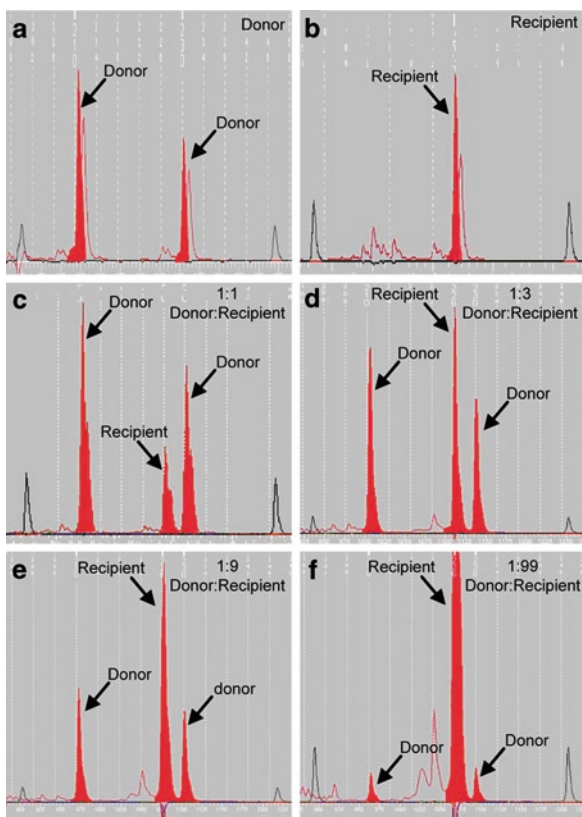 a
Donor
Donor
Donor
b
Recipient
Recipient
c
1:1
Donor:Recipient
Donor
Donor
Recipient
d
1:3
Donor:Recipient
Recipient
Donor
Donor
e
1:9
Donor:Recipient
Recipient
Donor
donor
f
1:99
Donor:Recipient
Recipient
Donor
Donor